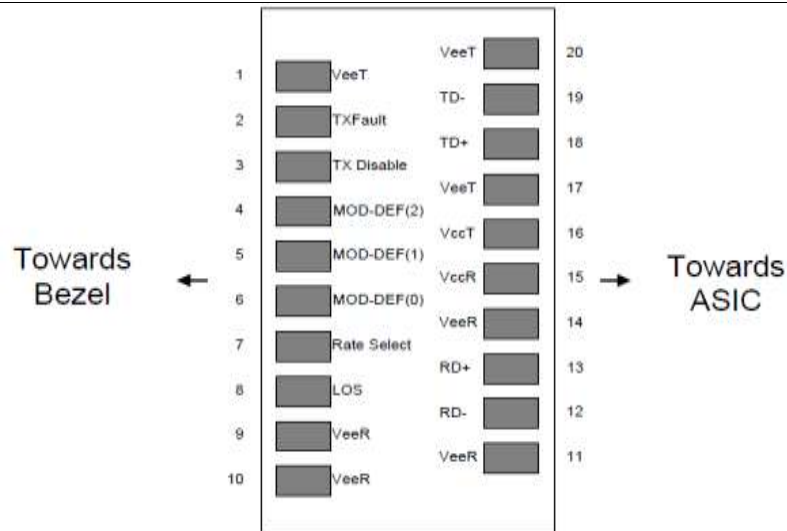 VeeT 20
1 VeeT
TD- 19
2 TXFault
TD+ 18
3 TX Disable
VeeT 17
4 MOD-DEF(2)
VccT 16
5 MOD-DEF(1)
Towards
Bezel
VccR 15
Towards
ASIC
6 MOD-DEF(0)
VeeR 14
7 Rate Select
RD+ 13
8 LOS
RD- 12
9 VeeR
VeeR 11
10 VeeR